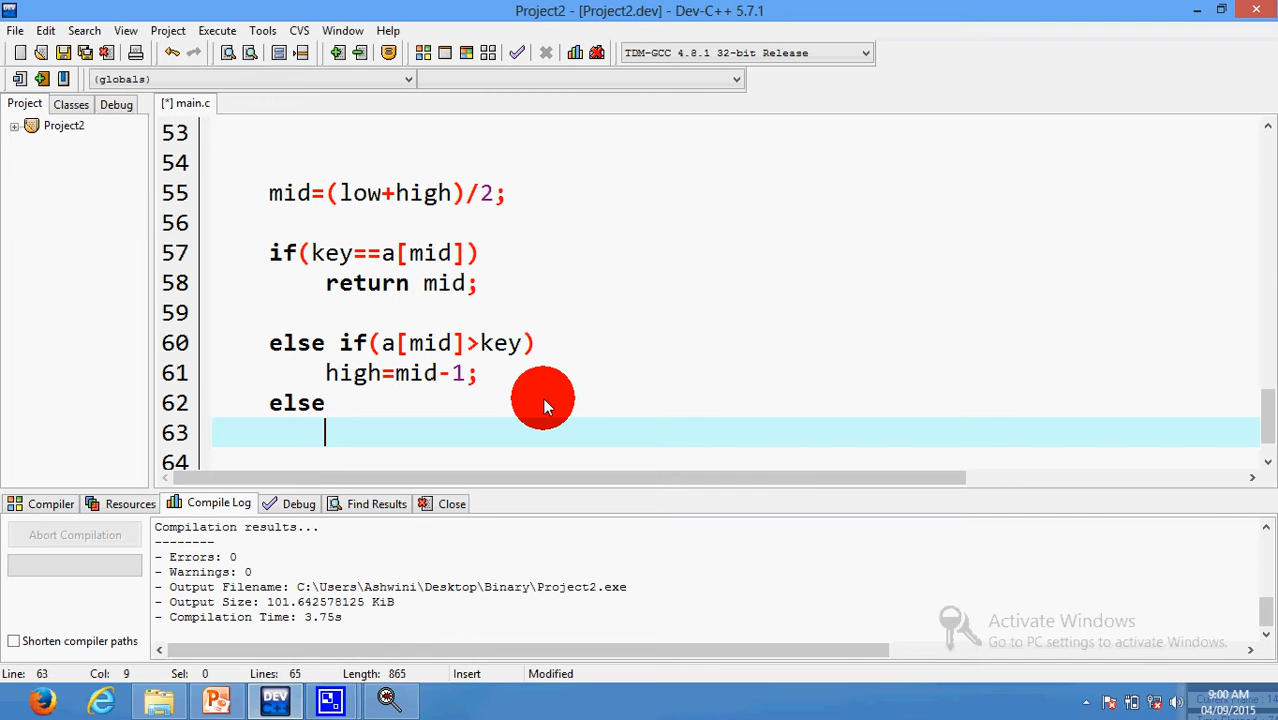 Project2 - [Project2.dev] - Dev-C++ 5.7.1
File Edit Search View Project Execute Tools CVS Window Help
TDM-GCC 4.8.1 32-bit Release
(globals)
Project Classes Debug
[*] main.c
Project2
53
54
55 mid=(low+high)/2;
56
57 if(key==a[mid])
58 return mid;
59
60 else if(a[mid]>key)
61 high=mid-1;
62 else
63
64
Compiler Resources Compile Log Debug Find Results Close
Abort Compilation
Shorten compiler paths
Compilation results...
--------
- Errors: 0
- Warnings: 0
- Output Filename: C:\Users\Ashwini\Desktop\Binary\Project2.exe
- Output Size: 101.642578125 KiB
- Compilation Time: 3.75s
Activate Windows
Go to PC settings to activate Windows.
Line: 63 Col: 9 Sel: 0 Lines: 65 Length: 865 Insert Modified
DEV C++
9:00 AM
04/09/2015